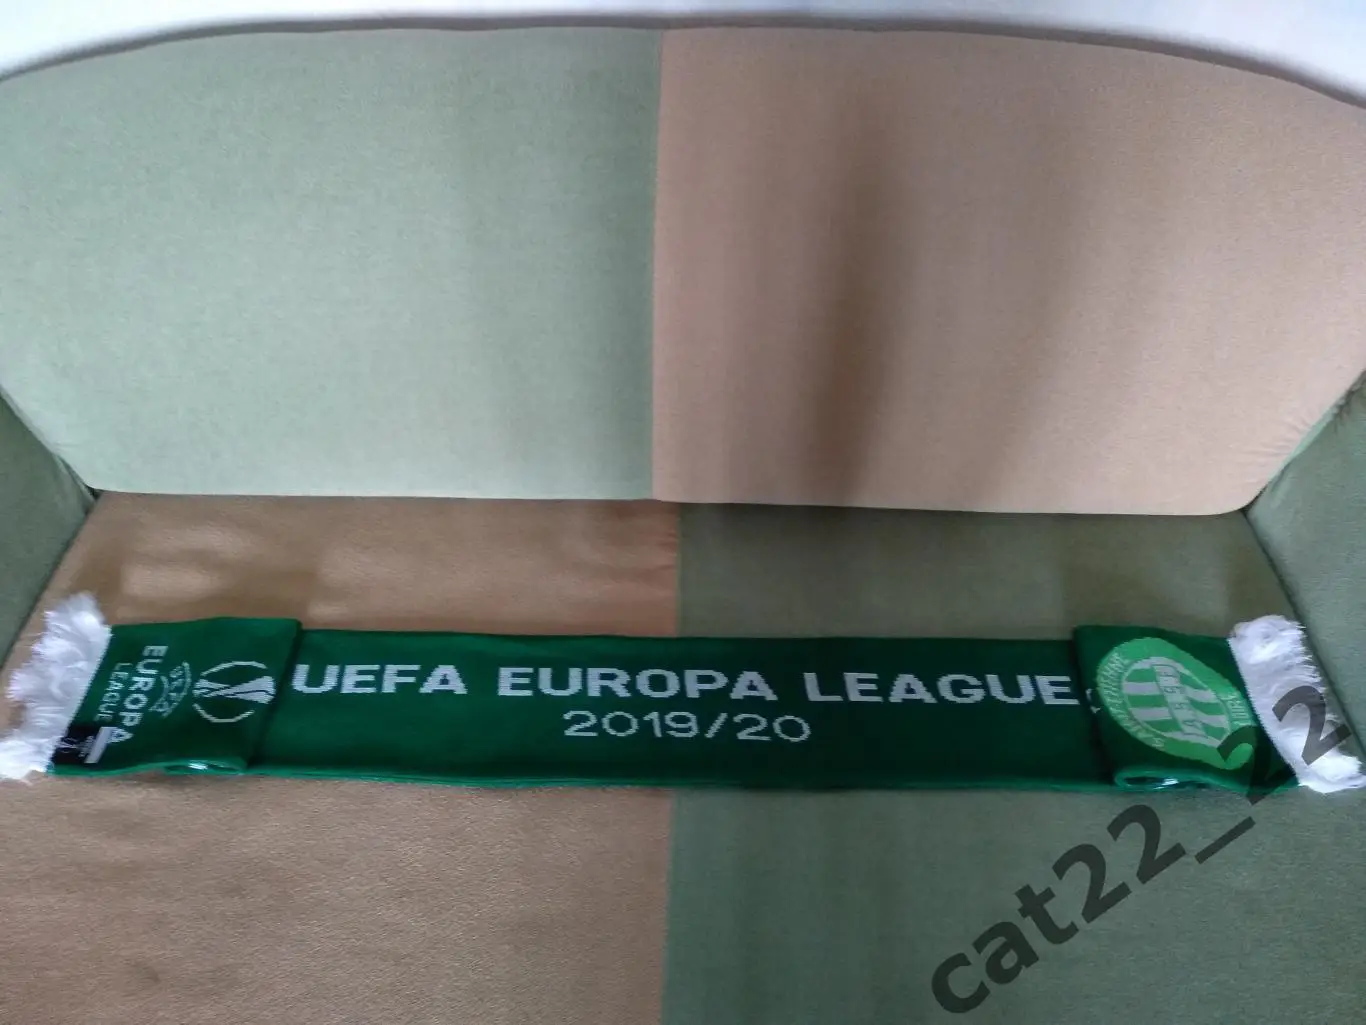 EUROPA
LEAGUE
UEFA EUROPA LEAGUE
2019/20
cat22_22